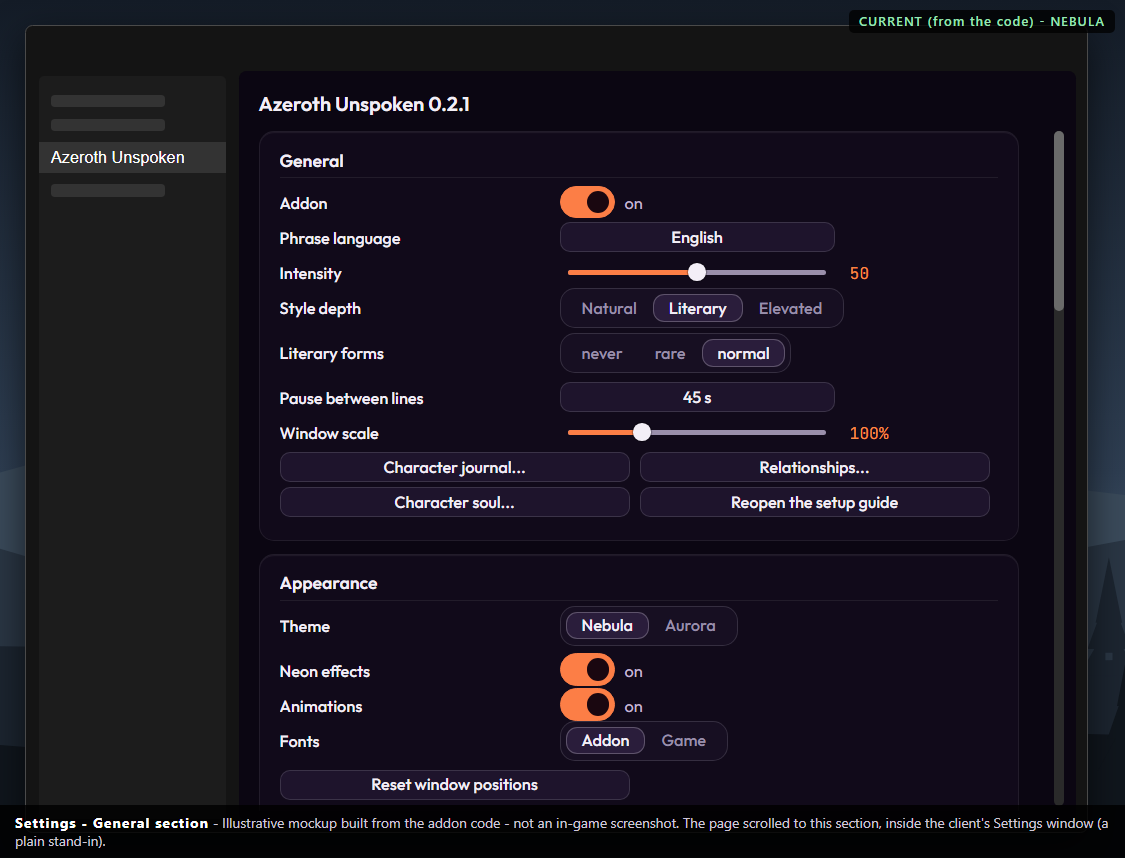 CURRENT (from the code) - NEBULA
Azeroth Unspoken
Azeroth Unspoken 0.2.1
General
Addon on
Phrase language English
Intensity 50
Style depth Natural Literary Elevated
Literary forms never rare normal
Pause between lines 45 s
Window scale 100%
Character journal... Relationships...
Character soul... Reopen the setup guide
Appearance
Theme Nebula Aurora
Neon effects on
Animations on
Fonts Addon Game
Reset window positions
Settings - General section - Illustrative mockup built from the addon code - not an in-game screenshot. The page scrolled to this section, inside the client's Settings window (a
plain stand-in).